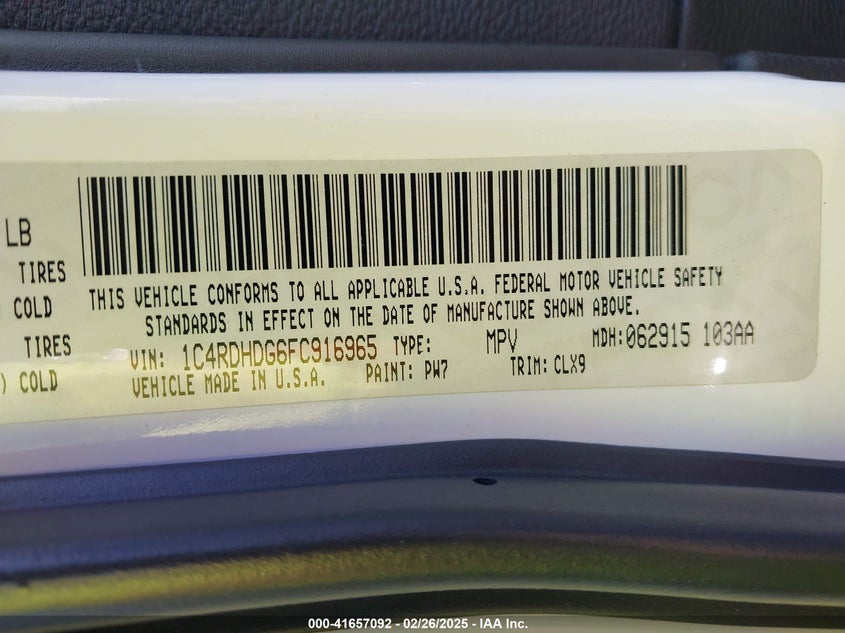 LB
TIRES
COLD
THIS VEHICLE CONFORMS TO ALL APPLICABLE U.S.A. FEDERAL MOTOR VEHICLE SAFETY
STANDARDS IN EFFECT ON THE DATE OF MANUFACTURE SHOWN ABOVE.
TIRES
) COLD
VIN: 1C4RDHDG6FC916965 TYPE: MPV MDH: 062915 103AA
VEHICLE MADE IN U.S.A. PAINT: PW7 TRIM: CLX9
000-41657092 – 02/26/2025 – IAA Inc.